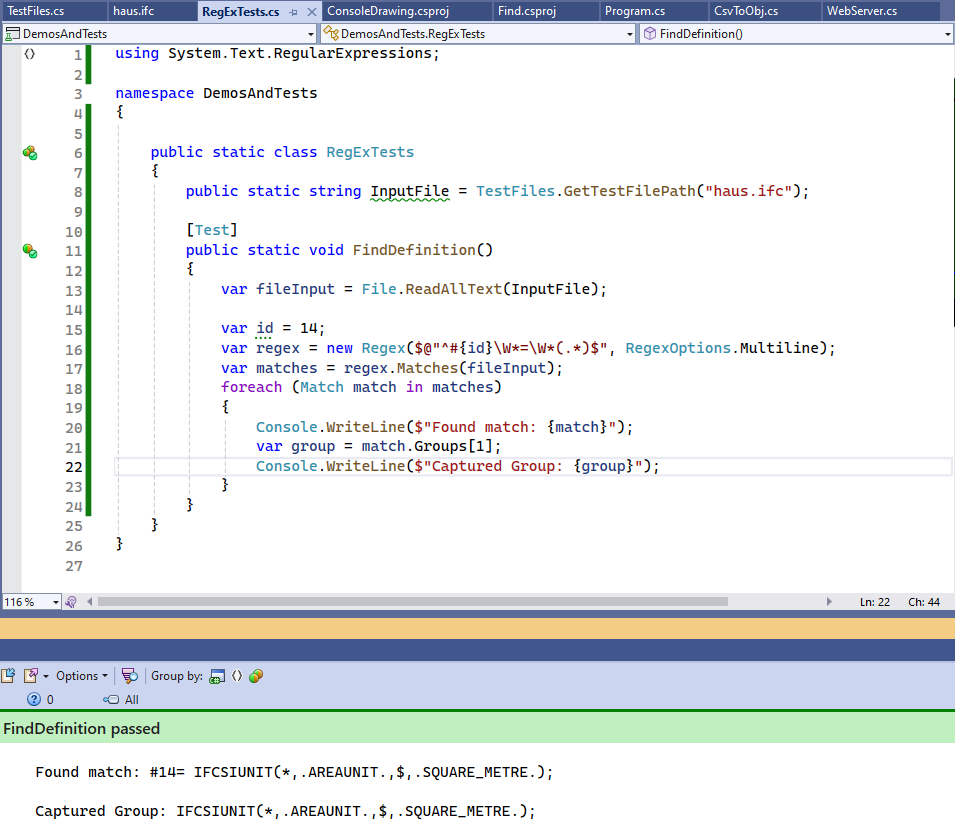 TestFiles.cs haus.ifc RegExTests.cs ConsoleDrawing.csproj Find.csproj Program.cs CsvToObj.cs WebServer.cs
DemosAndTests DemosAndTests.RegExTests FindDefinition()
1 using System.Text.RegularExpressions;
2
3 namespace DemosAndTests
4 {
5
6 public static class RegExTests
7 {
8 public static string InputFile = TestFiles.GetTestFilePath("haus.ifc");
9
10 [Test]
11 public static void FindDefinition()
12 {
13 var fileInput = File.ReadAllText(InputFile);
14
15 var id = 14;
16 var regex = new Regex($@"^#{id}\W*=\W*(.*)$", RegexOptions.Multiline);
17 var matches = regex.Matches(fileInput);
18 foreach (Match match in matches)
19 {
20 Console.WriteLine($"Found match: {match}");
21 var group = match.Groups[1];
22 Console.WriteLine($"Captured Group: {group}");
23 }
24 }
25 }
26 }
27
116 % Ln: 22 Ch: 44
Options Group by:
0 All
FindDefinition passed
Found match: #14= IFCSIUNIT(*,.AREAUNIT.,$,.SQUARE_METRE.);
Captured Group: IFCSIUNIT(*,.AREAUNIT.,$,.SQUARE_METRE.);